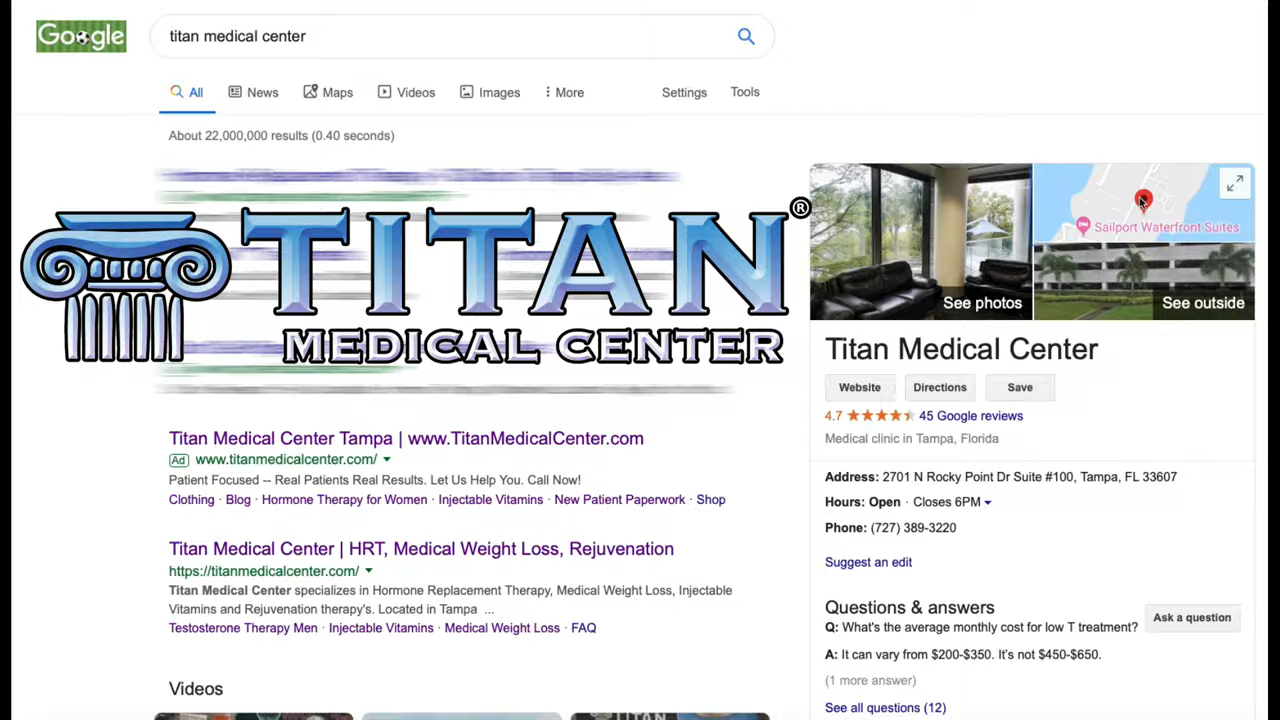 Google
titan medical center
All
News
Maps
Videos
Images
More
Settings
Tools
About 22,000,000 results (0.40 seconds)
TITAN®
MEDICAL CENTER
Titan Medical Center Tampa | www.TitanMedicalCenter.com
Ad www.titanmedicalcenter.com/
Patient Focused -- Real Patients Real Results. Let Us Help You. Call Now!
Clothing · Blog · Hormone Therapy for Women · Injectable Vitamins · New Patient Paperwork · Shop
Titan Medical Center | HRT, Medical Weight Loss, Rejuvenation
https://titanmedicalcenter.com/
Titan Medical Center specializes in Hormone Replacement Therapy, Medical Weight Loss, Injectable
Vitamins and Rejuvenation therapy's. Located in Tampa ...
Testosterone Therapy Men · Injectable Vitamins · Medical Weight Loss · FAQ
Videos
TITAN
Sailport Waterfront Suites
See photos
See outside
Titan Medical Center
Website
Directions
Save
4.7 45 Google reviews
Medical clinic in Tampa, Florida
Address: 2701 N Rocky Point Dr Suite #100, Tampa, FL 33607
Hours: Open · Closes 6PM
Phone: (727) 389-3220
Suggest an edit
Questions & answers
Ask a question
Q: What's the average monthly cost for low T treatment?
A: It can vary from $200-$350. It's not $450-$650.
(1 more answer)
See all questions (12)